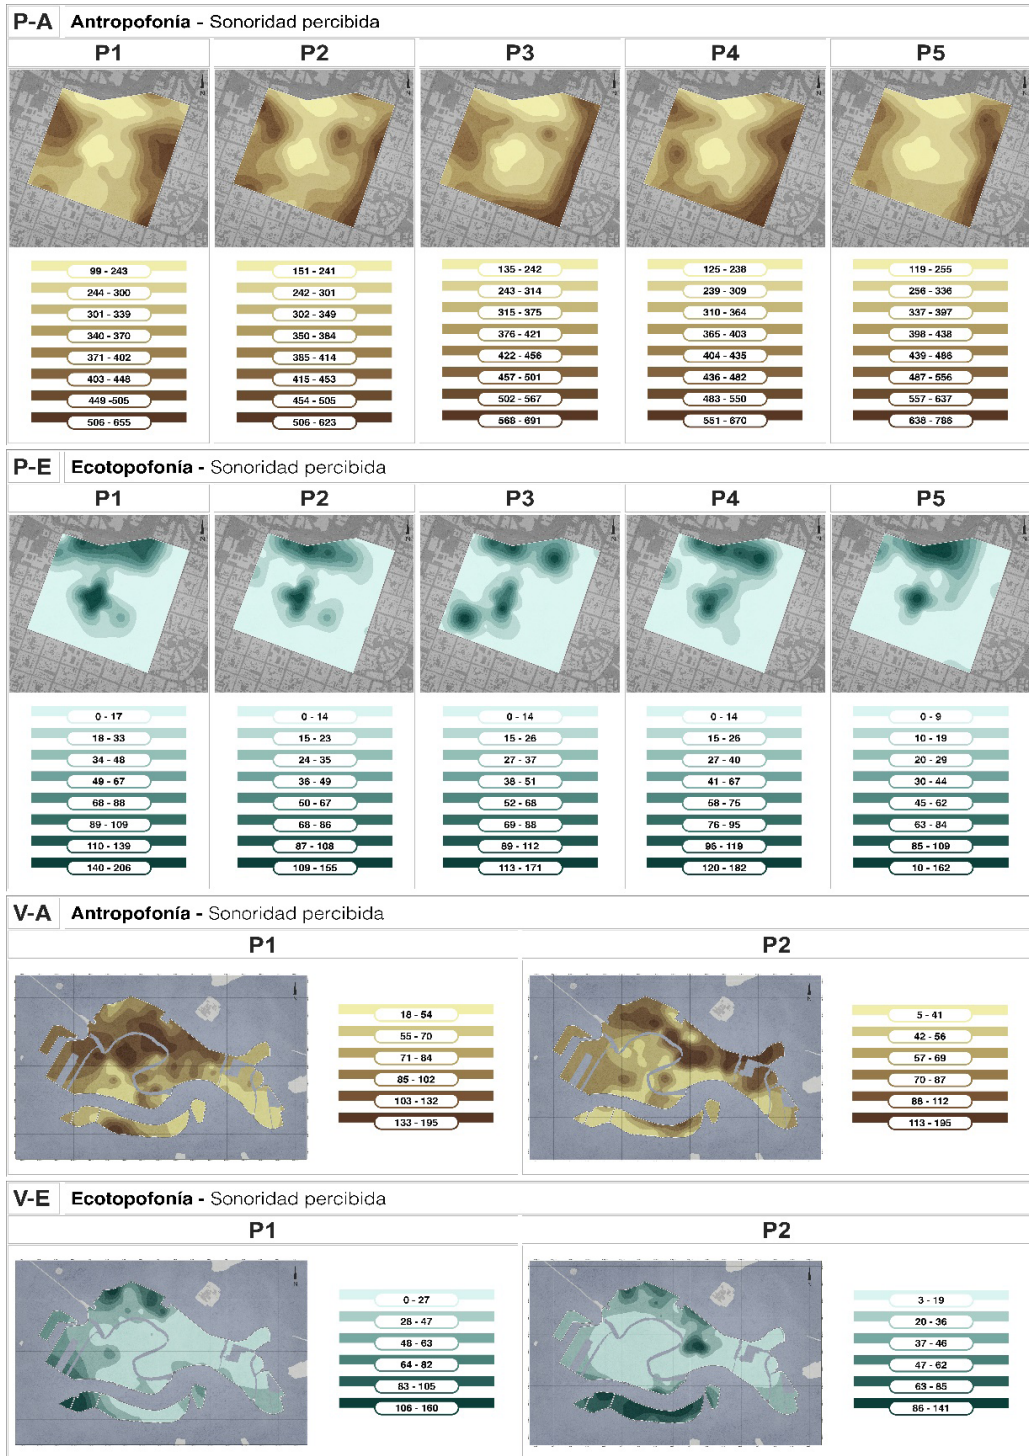 P-A Antropofonía - Sonoridad percibida
P1 P2 P3 P4 P5
99 - 243 151 - 241 135 - 242 125 - 238 119 - 255
244 - 300 242 - 301 243 - 314 239 - 309 256 - 336
301 - 339 302 - 349 315 - 375 310 - 364 337 - 397
340 - 370 350 - 384 376 - 421 365 - 403 398 - 438
371 - 402 385 - 414 422 - 456 404 - 435 439 - 486
403 - 448 415 - 453 457 - 501 436 - 482 487 - 556
449 -505 454 - 505 502 - 567 483 - 550 557 - 637
506 - 655 506 - 623 568 - 691 551 - 670 638 - 786
P-E Ecotopofonía - Sonoridad percibida
P1 P2 P3 P4 P5
0 - 17 0 - 14 0 - 14 0 - 14 0 - 9
18 - 33 15 - 23 15 - 26 15 - 26 10 - 19
34 - 48 24 - 35 27 - 37 27 - 40 20 - 29
49 - 67 36 - 49 38 - 51 41 - 67 30 - 44
68 - 88 50 - 67 52 - 68 58 - 75 45 - 62
89 - 109 68 - 86 69 - 88 76 - 95 63 - 84
110 - 139 87 - 108 89 - 112 96 - 119 85 - 109
140 - 206 109 - 155 113 - 171 120 - 182 10 - 162
V-A Antropofonía - Sonoridad percibida
P1 P2
18 - 54 5 - 41
55 - 70 42 - 56
71 - 84 57 - 69
85 - 102 70 - 87
103 - 132 88 - 112
133 - 195 113 - 195
V-E Ecotopofonía - Sonoridad percibida
P1 P2
0 - 27 3 - 19
28 - 47 20 - 36
48 - 63 37 - 46
64 - 82 47 - 62
83 - 105 63 - 85
106 - 160 86 - 141